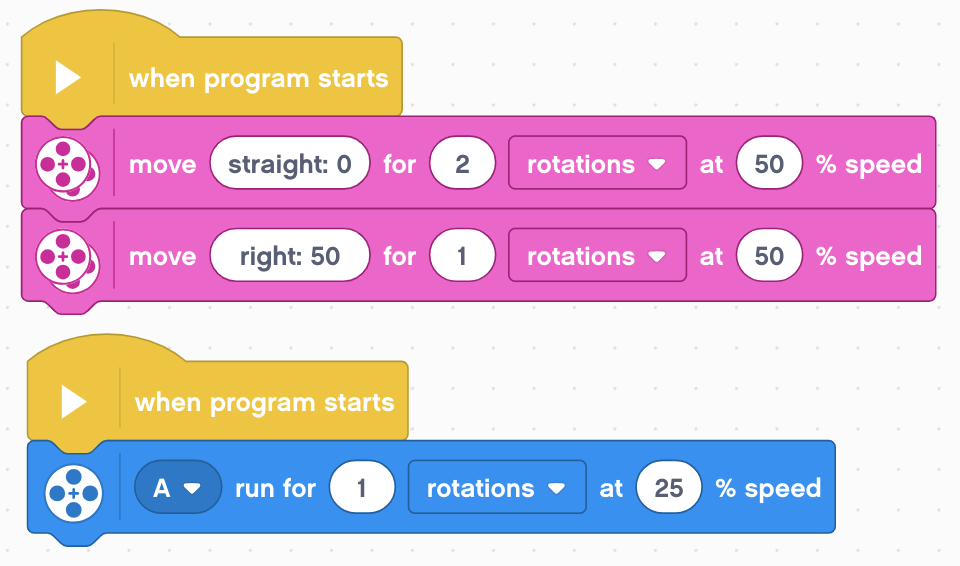 when program starts
move straight: 0 for 2 rotations at 50 % speed
move right: 50 for 1 rotations at 50 % speed
when program starts
A run for 1 rotations at 25 % speed